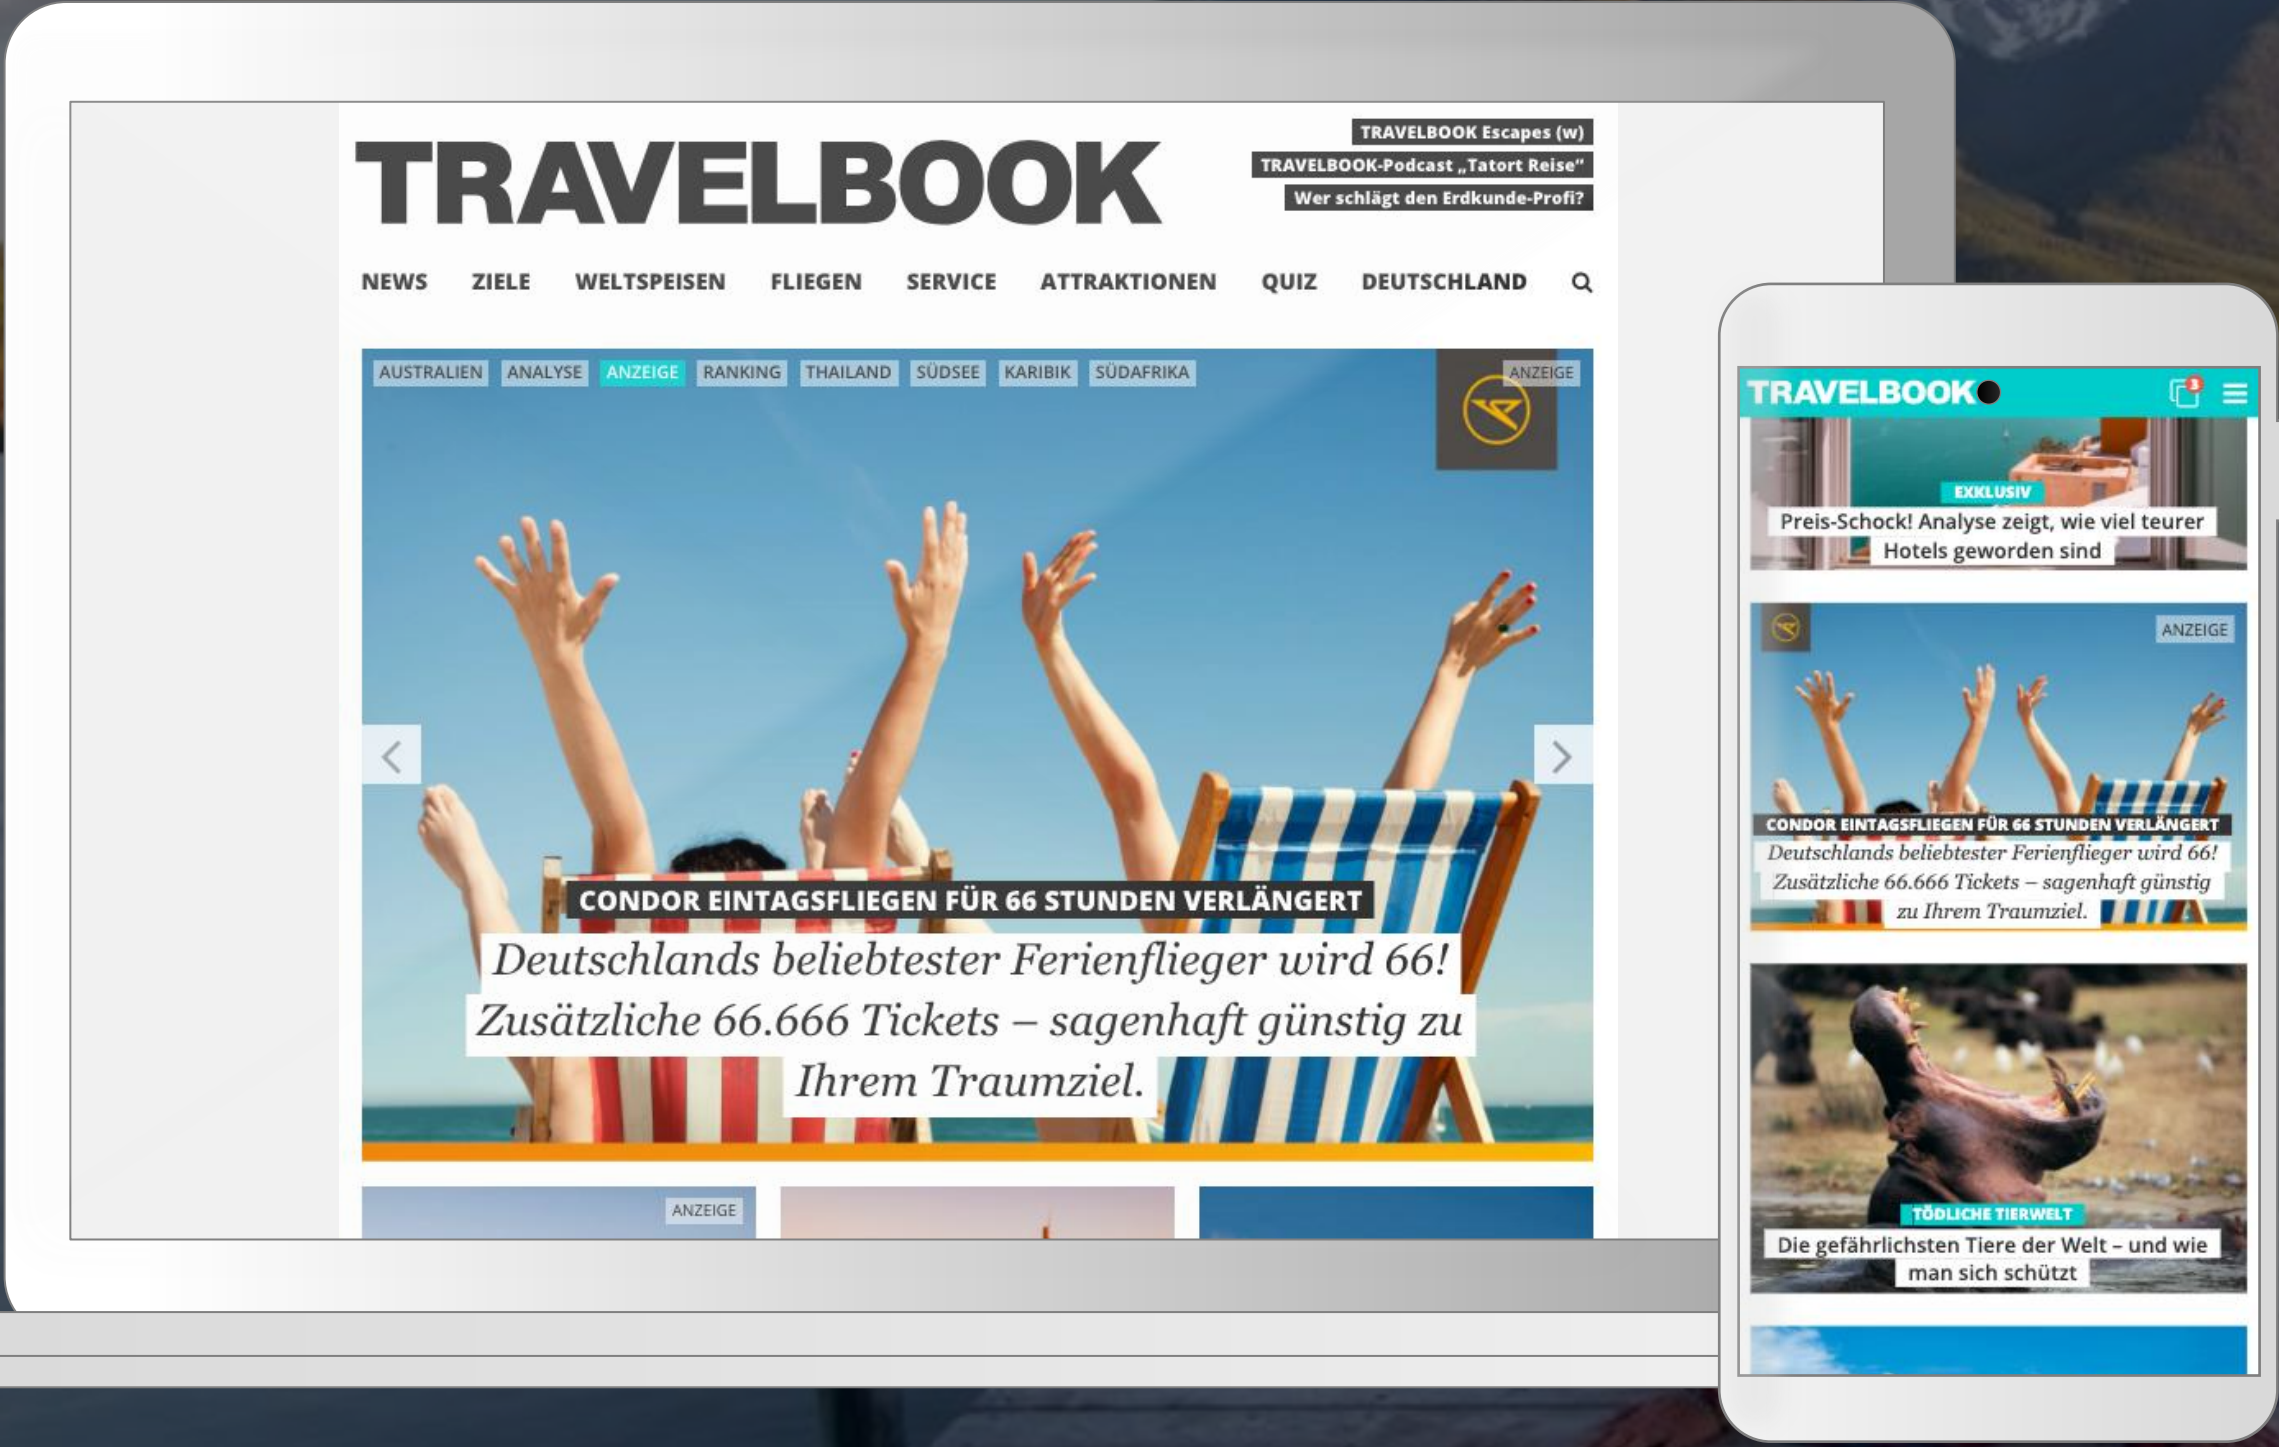 TRAVELBOOK
TRAVELBOOK Escapes (w)
TRAVELBOOK-Podcast „Tatort Reise“
Wer schlägt den Erdkunde-Profi?
NEWS ZIELE WELTSPEISEN FLIEGEN SERVICE ATTRAKTIONEN QUIZ DEUTSCHLAND
AUSTRALIEN ANALYSE ANZEIGE RANKING THAILAND SÜDSEE KARIBIK SÜDAFRIKA ANZEIGE
CONDOR EINTAGSFLIEGEN FÜR 66 STUNDEN VERLÄNGERT
Deutschlands beliebtester Ferienflieger wird 66!
Zusätzliche 66.666 Tickets – sagenhaft günstig zu
Ihrem Traumziel.
ANZEIGE
TRAVELBOOK 3
EXKLUSIV
Preis-Schock! Analyse zeigt, wie viel teurer
Hotels geworden sind
ANZEIGE
CONDOR EINTAGSFLIEGEN FÜR 66 STUNDEN VERLÄNGERT
Deutschlands beliebtester Ferienflieger wird 66!
Zusätzliche 66.666 Tickets – sagenhaft günstig
zu Ihrem Traumziel.
TÖDLICHE TIERWELT
Die gefährlichsten Tiere der Welt – und wie
man sich schützt